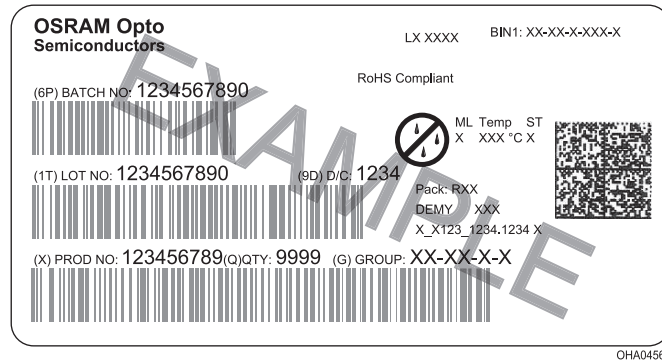 OSRAM Opto
Semiconductors
LX XXXX
BIN1: XX-XX-X-XXX-X
RoHS Compliant
(6P) BATCH NO: 1234567890
ML Temp ST
X XXX °C X
(1T) LOT NO: 1234567890
(9D) D/C: 1234
Pack: RXX
DEMY XXX
X_X123_1234.1234 X
(X) PROD NO: 123456789(Q)QTY: 9999
(G) GROUP: XX-XX-X-X
EXAMPLE
OHA0456